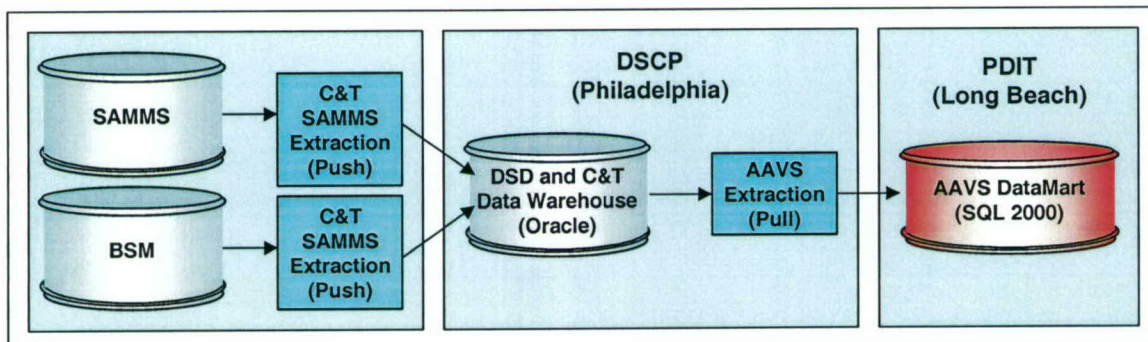 SAMMS
C&T
SAMMS
Extraction
(Push)
BSM
C&T
SAMMS
Extraction
(Push)
DSCP
(Philadelphia)
DSD and C&T
Data Warehouse
(Oracle)
AAVS
Extraction
(Pull)
PDIT
(Long Beach)
AAVS DataMart
(SQL 2000)